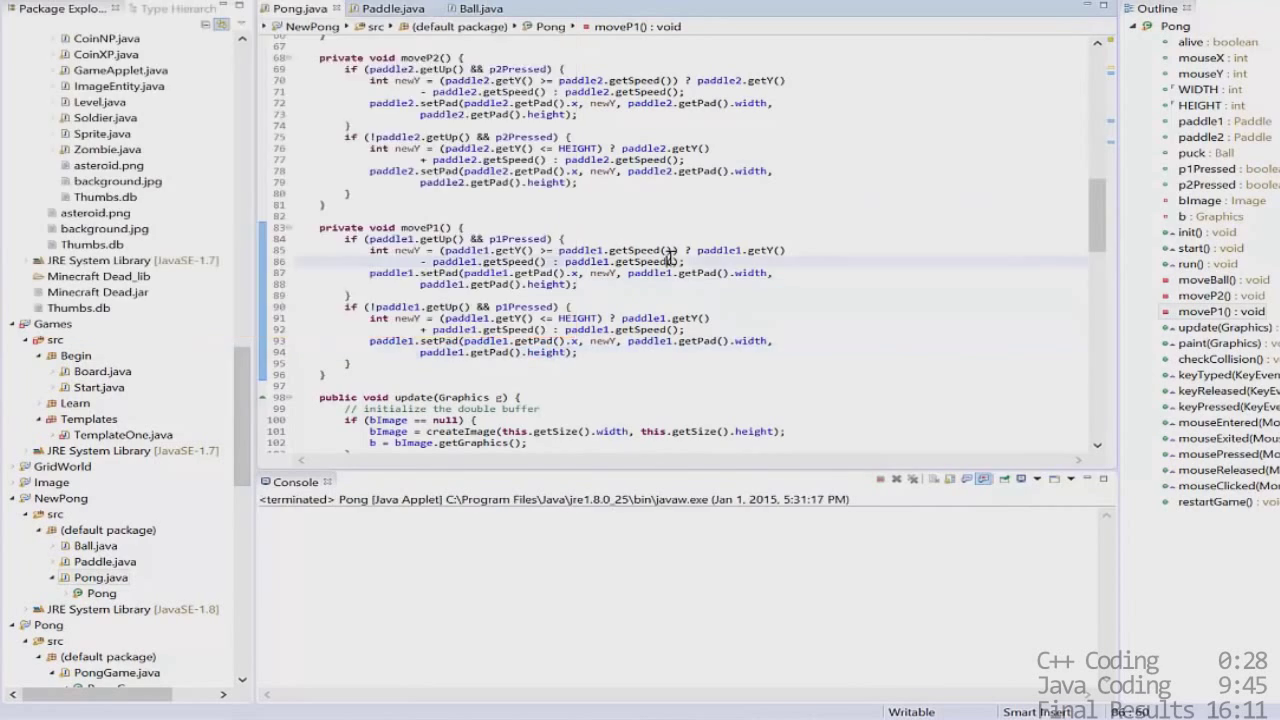 Package Explo...
Type Hierarchy
CoinNP.java
CoinXP.java
GameApplet.java
ImageEntity.java
Level.java
Soldier.java
Sprite.java
Zombie.java
asteroid.png
background.jpg
Thumbs.db
asteroid.png
background.jpg
Thumbs.db
JRE System Library [JavaSE-1.7]
Minecraft Dead_lib
Minecraft Dead.jar
Thumbs.db
Games
src
Begin
Board.java
Start.java
Learn
Templates
TemplateOne.java
JRE System Library [JavaSE-1.7]
GridWorld
Image
NewPong
src
(default package)
Ball.java
Paddle.java
Pong.java
Pong
JRE System Library [JavaSE-1.8]
Pong
src
(default package)
PongGame.java
Pong.java Paddle.java Ball.java
NewPong src (default package) Pong moveP1() : void
66 }
67
68 private void moveP2() {
69 if (paddle2.getUp() && p2Pressed) {
70 int newY = (paddle2.getY() >= paddle2.getSpeed()) ? paddle2.getY()
71 - paddle2.getSpeed() : paddle2.getSpeed();
72 paddle2.setPad(paddle2.getPad().x, newY, paddle2.getPad().width,
73 paddle2.getPad().height);
74 }
75 if (!paddle2.getUp() && p2Pressed) {
76 int newY = (paddle2.getY() <= HEIGHT) ? paddle2.getY()
77 + paddle2.getSpeed() : paddle2.getSpeed();
78 paddle2.setPad(paddle2.getPad().x, newY, paddle2.getPad().width,
79 paddle2.getPad().height);
80 }
81 }
82
83 private void moveP1() {
84 if (paddle1.getUp() && p1Pressed) {
85 int newY = (paddle1.getY() >= paddle1.getSpeed()) ? paddle1.getY()
86 - paddle1.getSpeed() : paddle1.getSpeed();
87 paddle1.setPad(paddle1.getPad().x, newY, paddle1.getPad().width,
88 paddle1.getPad().height);
89 }
90 if (!paddle1.getUp() && p1Pressed) {
91 int newY = (paddle1.getY() <= HEIGHT) ? paddle1.getY()
92 + paddle1.getSpeed() : paddle1.getSpeed();
93 paddle1.setPad(paddle1.getPad().x, newY, paddle1.getPad().width,
94 paddle1.getPad().height);
95 }
96 }
97
98 public void update(Graphics g) {
99 // initialize the double buffer
100 if (bImage == null) {
101 bImage = createImage(this.getSize().width, this.getSize().height);
102 b = bImage.getGraphics();
Console
<terminated> Pong [Java Applet] C:\Program Files\Java\jre1.8.0_25\bin\javaw.exe (Jan 1, 2015, 5:31:17 PM)
Outline
Pong
alive : boolean
mouseX : int
mouseY : int
WIDTH : int
HEIGHT : int
paddle1 : Paddle
paddle2 : Paddle
puck : Ball
p1Pressed : boolean
p2Pressed : boolean
bImage : Image
b : Graphics
init() : void
start() : void
run() : void
moveBall() : void
moveP2() : void
moveP1() : void
update(Graphics)
paint(Graphics) : void
checkCollision() : void
keyTyped(KeyEven
keyReleased(KeyE
keyPressed(KeyEve
mouseEntered(Mo
mouseExited(Mou
mousePressed(Mo
mouseReleased(M
mouseClicked(Mo
restartGame() : void
C++ Coding 0:28
Java Coding 9:45
Final Results 16:11
Writable Smart Insert